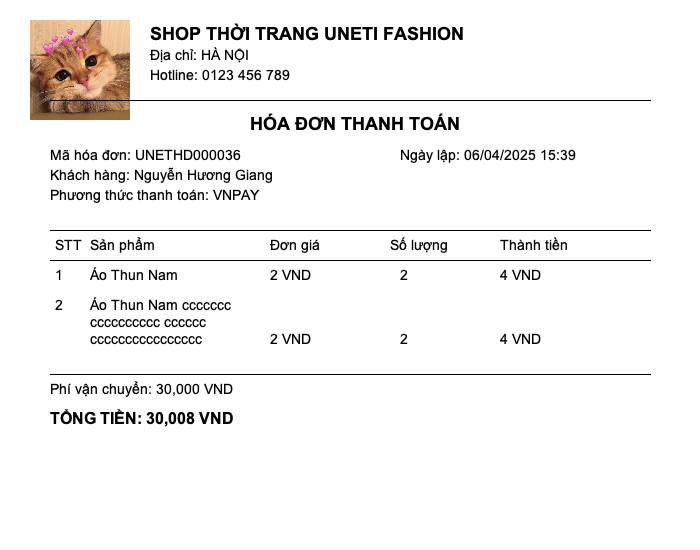 SHOP THỜI TRANG UNETI FASHION
Địa chỉ: HÀ NỘI
Hotline: 0123 456 789
HÓA ĐƠN THANH TOÁN
Mã hóa đơn: UNETHD000036 Ngày lập: 06/04/2025 15:39
Khách hàng: Nguyễn Hương Giang
Phương thức thanh toán: VNPAY
STT Sản phẩm Đơn giá Số lượng Thành tiền
1 Áo Thun Nam 2 VND 2 4 VND
2 Áo Thun Nam ccccccc
cccccccccc cccccc
cccccccccccccccc 2 VND 2 4 VND
Phí vận chuyển: 30,000 VND
TỔNG TIỀN: 30,008 VND